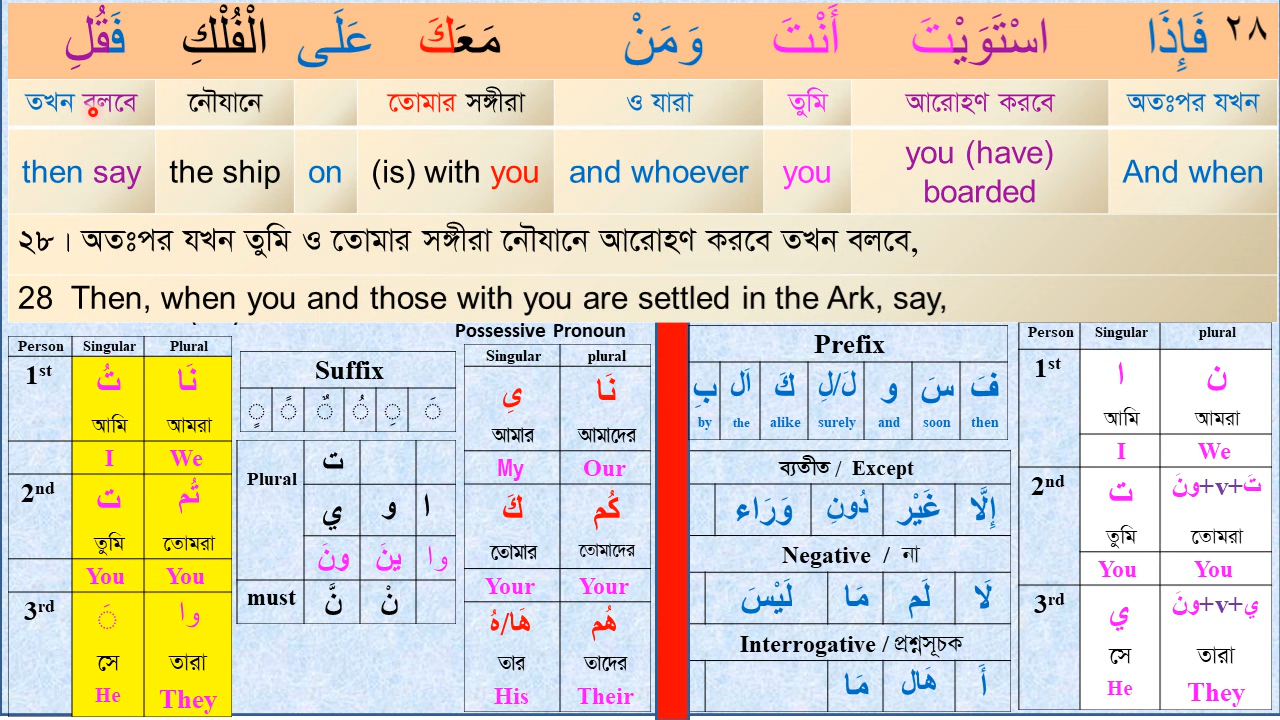 ٢٨ فَإِذَا اسْتَوَيْتَ أَنْتَ وَمَنْ مَعَكَ عَلَى الْفُلْكِ فَقُلِ
তখন বলবে নৌযানে তোমার সঙ্গীরা ও যারা তুমি আরোহণ করবে অতঃপর যখন
then say the ship on (is) with you and whoever you you (have) boarded And when
২৮। অতঃপর যখন তুমি ও তোমার সঙ্গীরা নৌযানে আরোহণ করবে তখন বলবে,
28 Then, when you and those with you are settled in the Ark, say,
Person Singular Plural
1st تُ نَا
আমি আমরা
I We
2nd ت تُم
তুমি তোমরা
You You
3rd َ وا
সে তারা
He They
Suffix
ٍ ً ٌ ُ ِ َ
Plural ت
ي و ا
ونَ ينَ وا
must نَّ نْ
Possessive Pronoun
Singular plural
يِ نَا
আমার আমাদের
My Our
كَ كُم
তোমার তোমাদের
Your Your
هَا/هُ هُم
তার তাদের
His Their
Prefix
بِ اَل كَ لَ/لِ و سَ فَ
by the alike surely and soon then
ব্যতীত / Except
وَرَاء دُونِ غَيْر إِلَّا
Negative / না
لَيْسَ مَا لَم لَا
Interrogative / প্রশ্নসূচক
مَا هَال أَ
Person Singular plural
1st ا ن
আমি আমরা
I We
2nd ت تَ+v+ونَ
তুমি তোমরা
You You
3rd ي ي+v+ونَ
সে তারা
He They